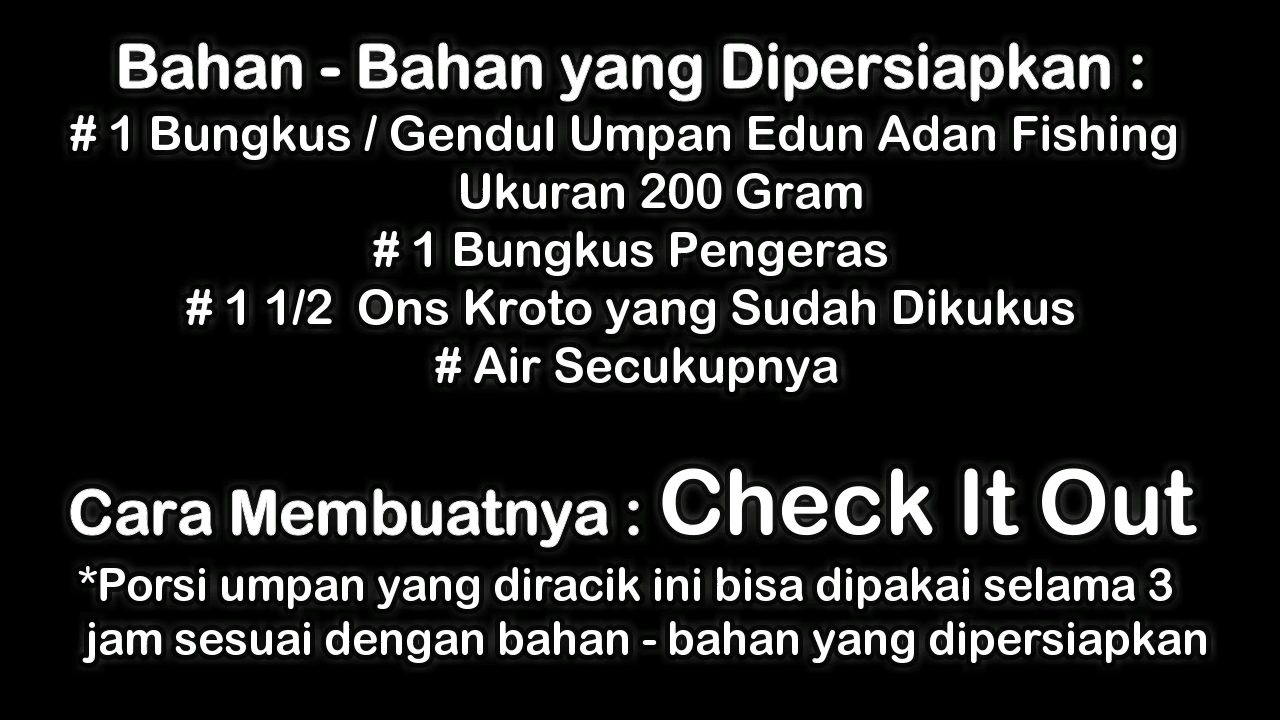 Bahan - Bahan yang Dipersiapkan :
# 1 Bungkus / Gendul Umpan Edun Adan Fishing
Ukuran 200 Gram
# 1 Bungkus Pengeras
# 1 1/2 Ons Kroto yang Sudah Dikukus
# Air Secukupnya
Cara Membuatnya : Check It Out
*Porsi umpan yang diracik ini bisa dipakai selama 3
jam sesuai dengan bahan - bahan yang dipersiapkan